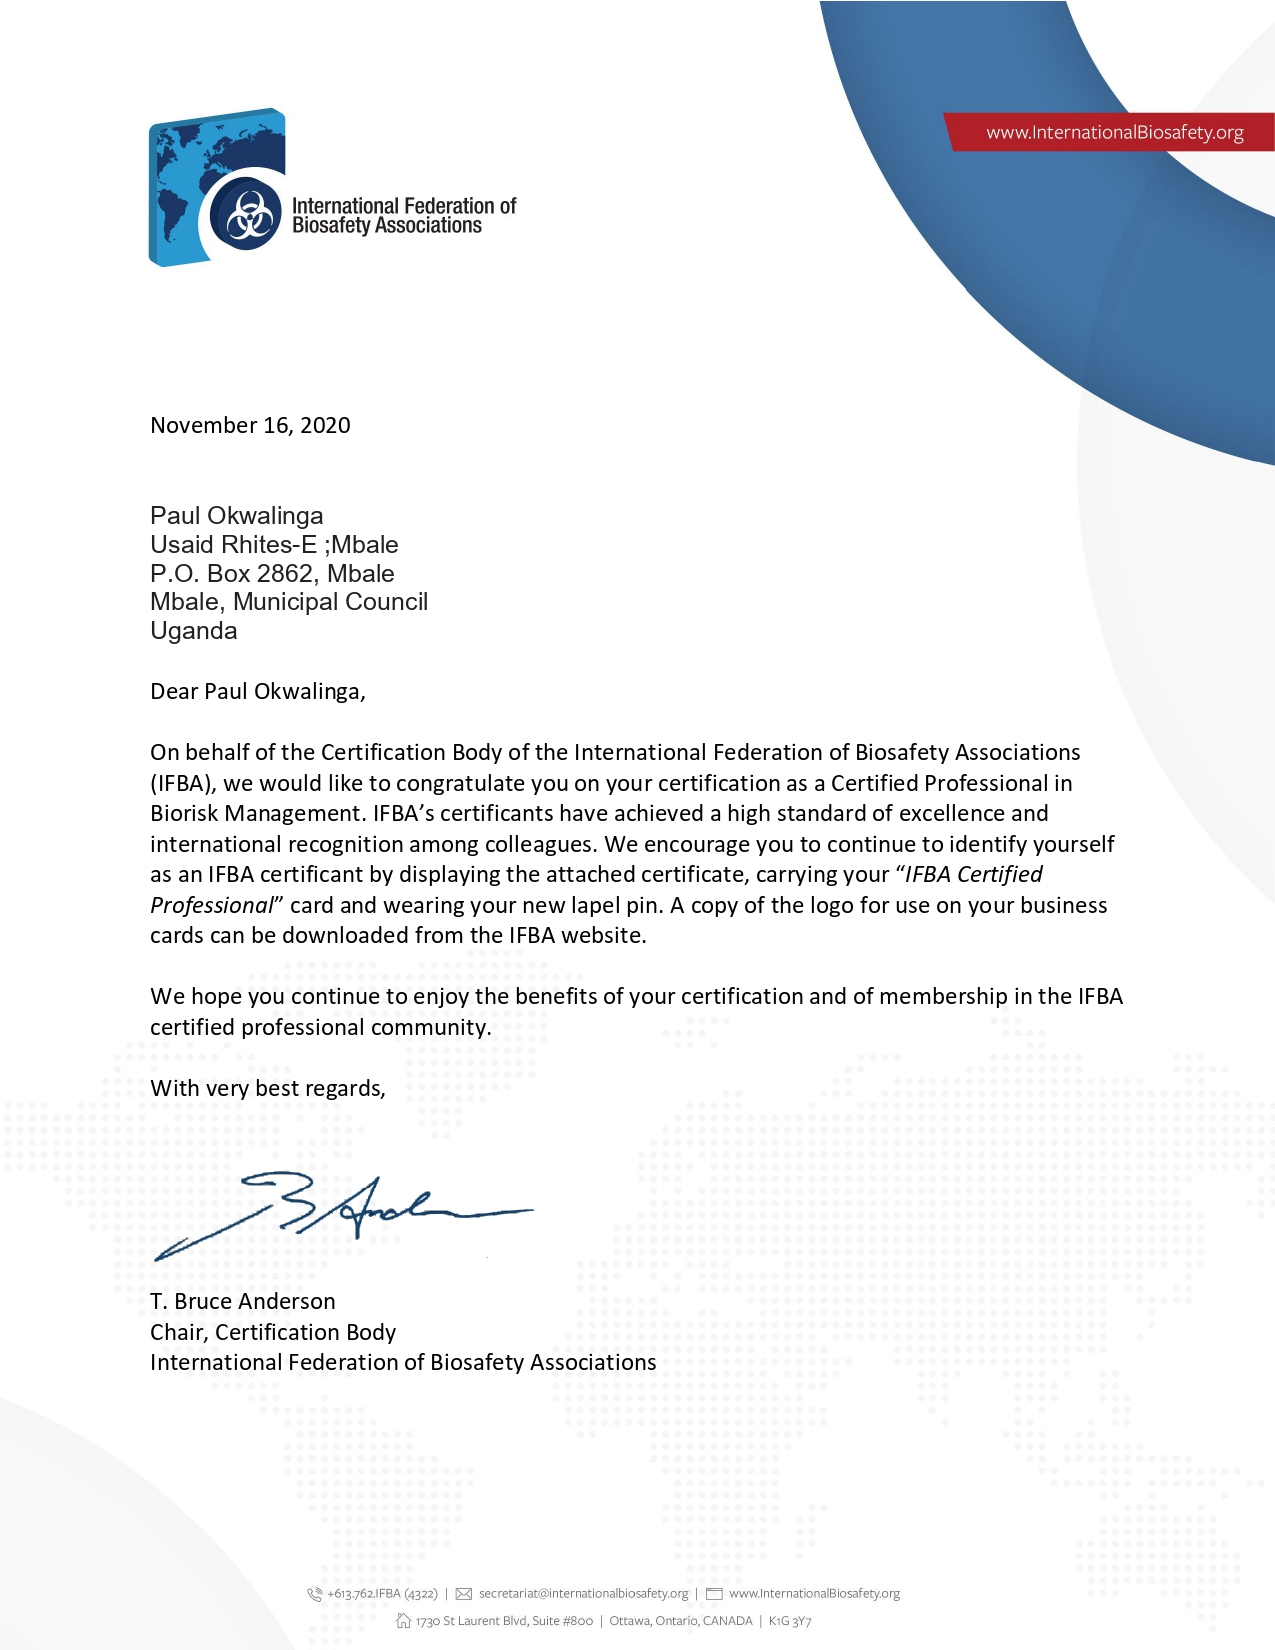 www.InternationalBiosafety.org
International Federation of
Biosafety Associations
November 16, 2020
Paul Okwalinga
Usaid Rhites-E ;Mbale
P.O. Box 2862, Mbale
Mbale, Municipal Council
Uganda
Dear Paul Okwalinga,
On behalf of the Certification Body of the International Federation of Biosafety Associations
(IFBA), we would like to congratulate you on your certification as a Certified Professional in
Biorisk Management. IFBA’s certificants have achieved a high standard of excellence and
international recognition among colleagues. We encourage you to continue to identify yourself
as an IFBA certificant by displaying the attached certificate, carrying your “IFBA Certified
Professional” card and wearing your new lapel pin. A copy of the logo for use on your business
cards can be downloaded from the IFBA website.
We hope you continue to enjoy the benefits of your certification and of membership in the IFBA
certified professional community.
With very best regards,
B Anderson
T. Bruce Anderson
Chair, Certification Body
International Federation of Biosafety Associations
+613.762.IFBA (4322) | secretariat@internationalbiosafety.org | www.InternationalBiosafety.org
1730 St Laurent Blvd, Suite #800 | Ottawa, Ontario, CANADA | K1G 3Y7